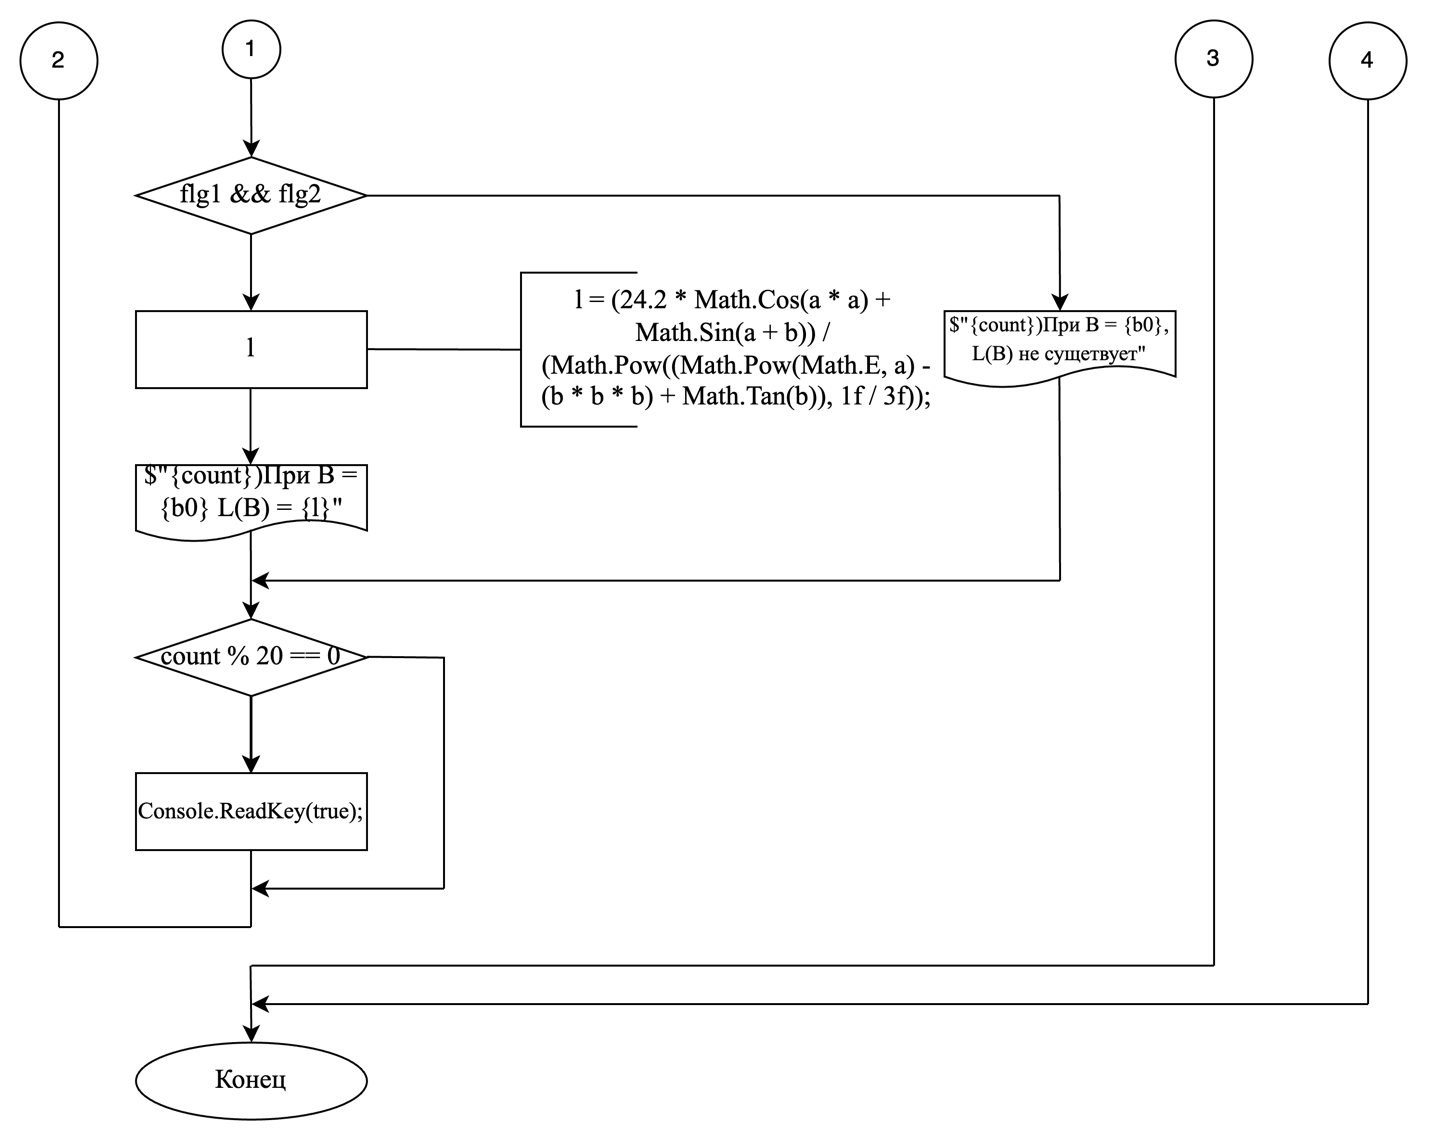 2
1
3
4
flg1 && flg2
l
l = (24.2 * Math.Cos(a * a) +
Math.Sin(a + b)) /
(Math.Pow((Math.Pow(Math.E, a) -
(b * b * b) + Math.Tan(b)), 1f / 3f));
$"{count})При B = {b0},
L(B) не сущетвует"
$"{count})При B =
{b0} L(B) = {l}"
count % 20 == 0
Console.ReadKey(true);
Конец